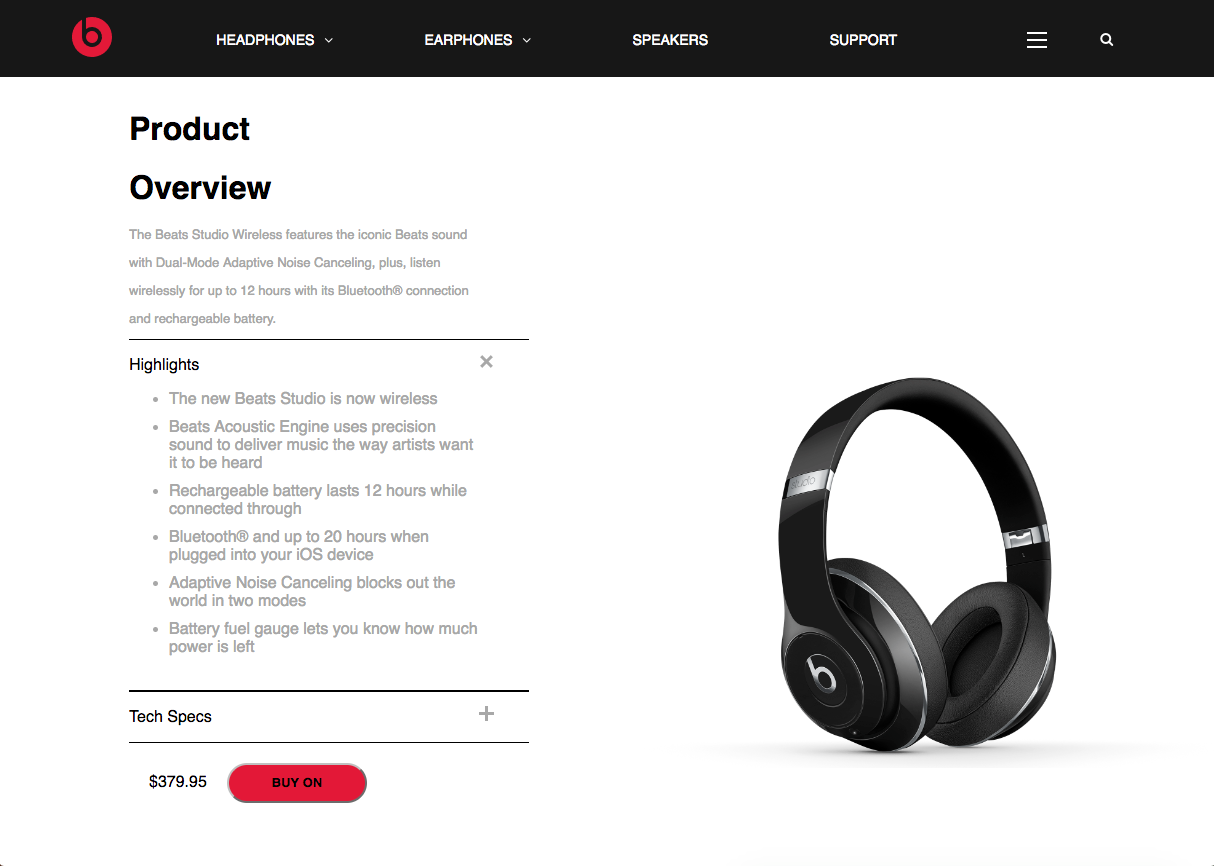 HEADPHONES EARPHONES SPEAKERS SUPPORT
Product
Overview
The Beats Studio Wireless features the iconic Beats sound
with Dual-Mode Adaptive Noise Canceling, plus, listen
wirelessly for up to 12 hours with its Bluetooth® connection
and rechargeable battery.
Highlights
• The new Beats Studio is now wireless
• Beats Acoustic Engine uses precision
sound to deliver music the way artists want
it to be heard
• Rechargeable battery lasts 12 hours while
connected through
• Bluetooth® and up to 20 hours when
plugged into your iOS device
• Adaptive Noise Canceling blocks out the
world in two modes
• Battery fuel gauge lets you know how much
power is left
Tech Specs
$379.95 BUY ON
studio
b